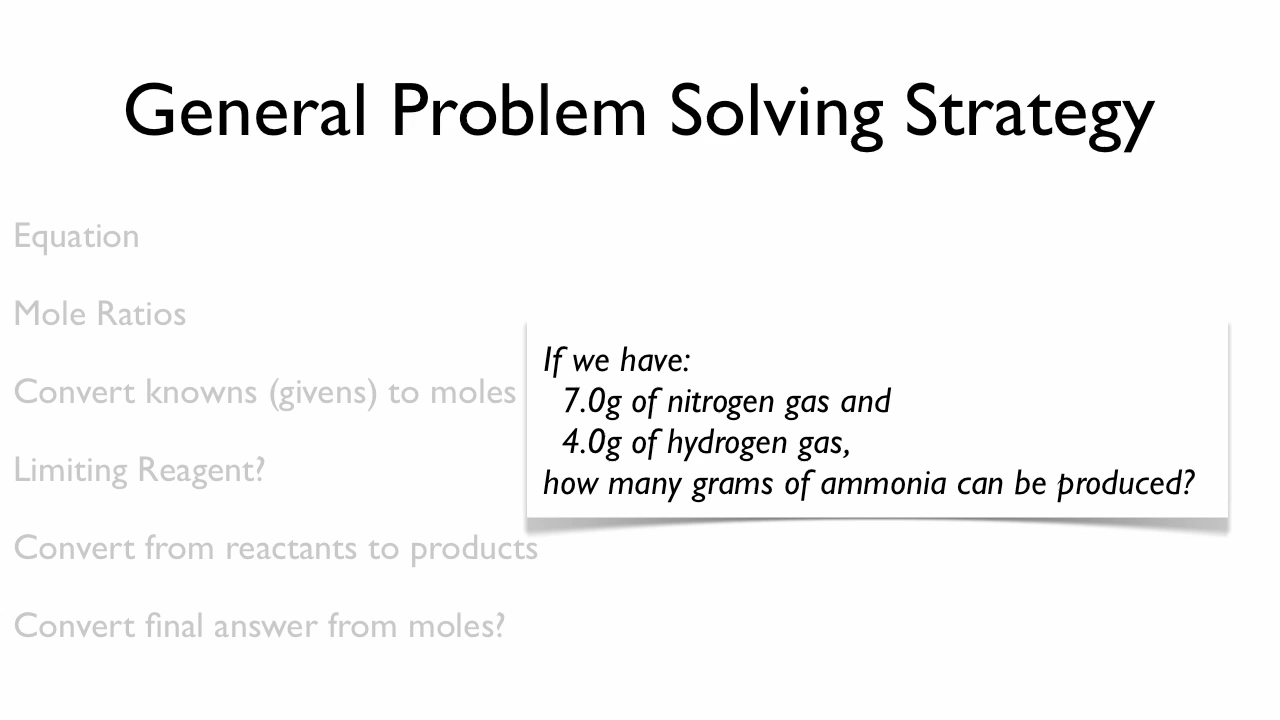 General Problem Solving Strategy
Equation
Mole Ratios
Convert knowns (givens) to moles
Limiting Reagent?
Convert from reactants to products
Convert final answer from moles?
If we have:
7.0g of nitrogen gas and
4.0g of hydrogen gas,
how many grams of ammonia can be produced?